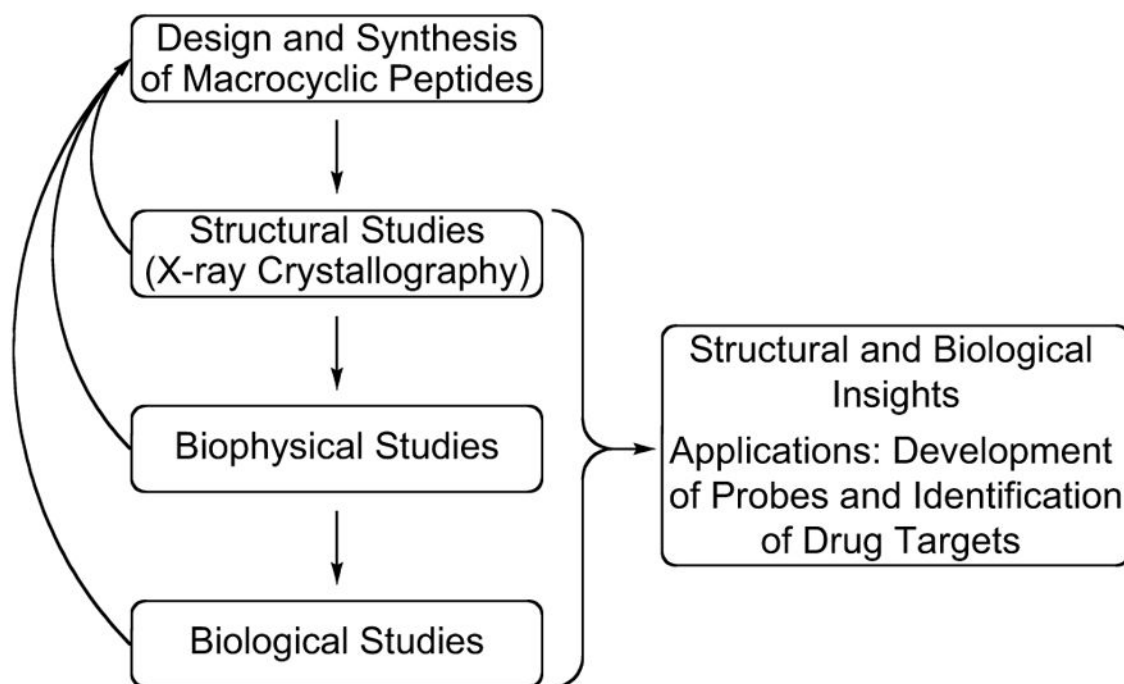 Design and Synthesis
of Macrocyclic Peptides
Structural Studies
(X-ray Crystallography)
Biophysical Studies
Biological Studies
Structural and Biological
Insights
Applications: Development
of Probes and Identification
of Drug Targets